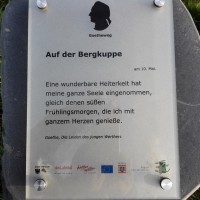 Goetheweg
Auf der Bergkuppe
am 10. Mai.
Eine wunderbare Heiterkeit hat
meine ganze Seele eingenommen,
gleich denen süßen
Frühlingsmorgen, die ich mit
ganzem Herzen genieße.
Goethe, Die Leiden des jungen Werthers